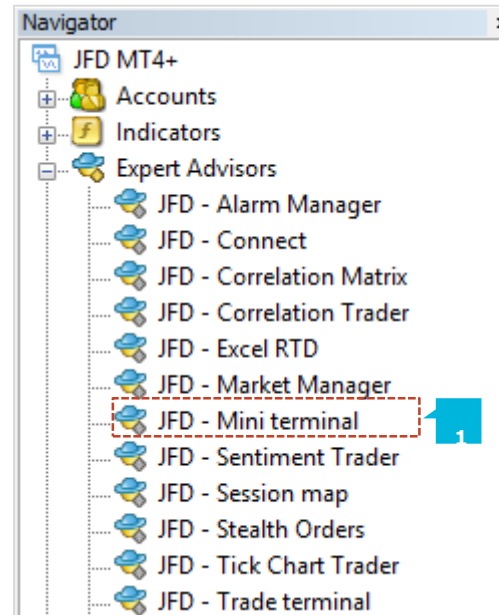 Navigator
JFD MT4+
Accounts
Indicators
Expert Advisors
JFD - Alarm Manager
JFD - Connect
JFD - Correlation Matrix
JFD - Correlation Trader
JFD - Excel RTD
JFD - Market Manager
JFD - Mini terminal
1
JFD - Sentiment Trader
JFD - Session map
JFD - Stealth Orders
JFD - Tick Chart Trader
JFD - Trade terminal